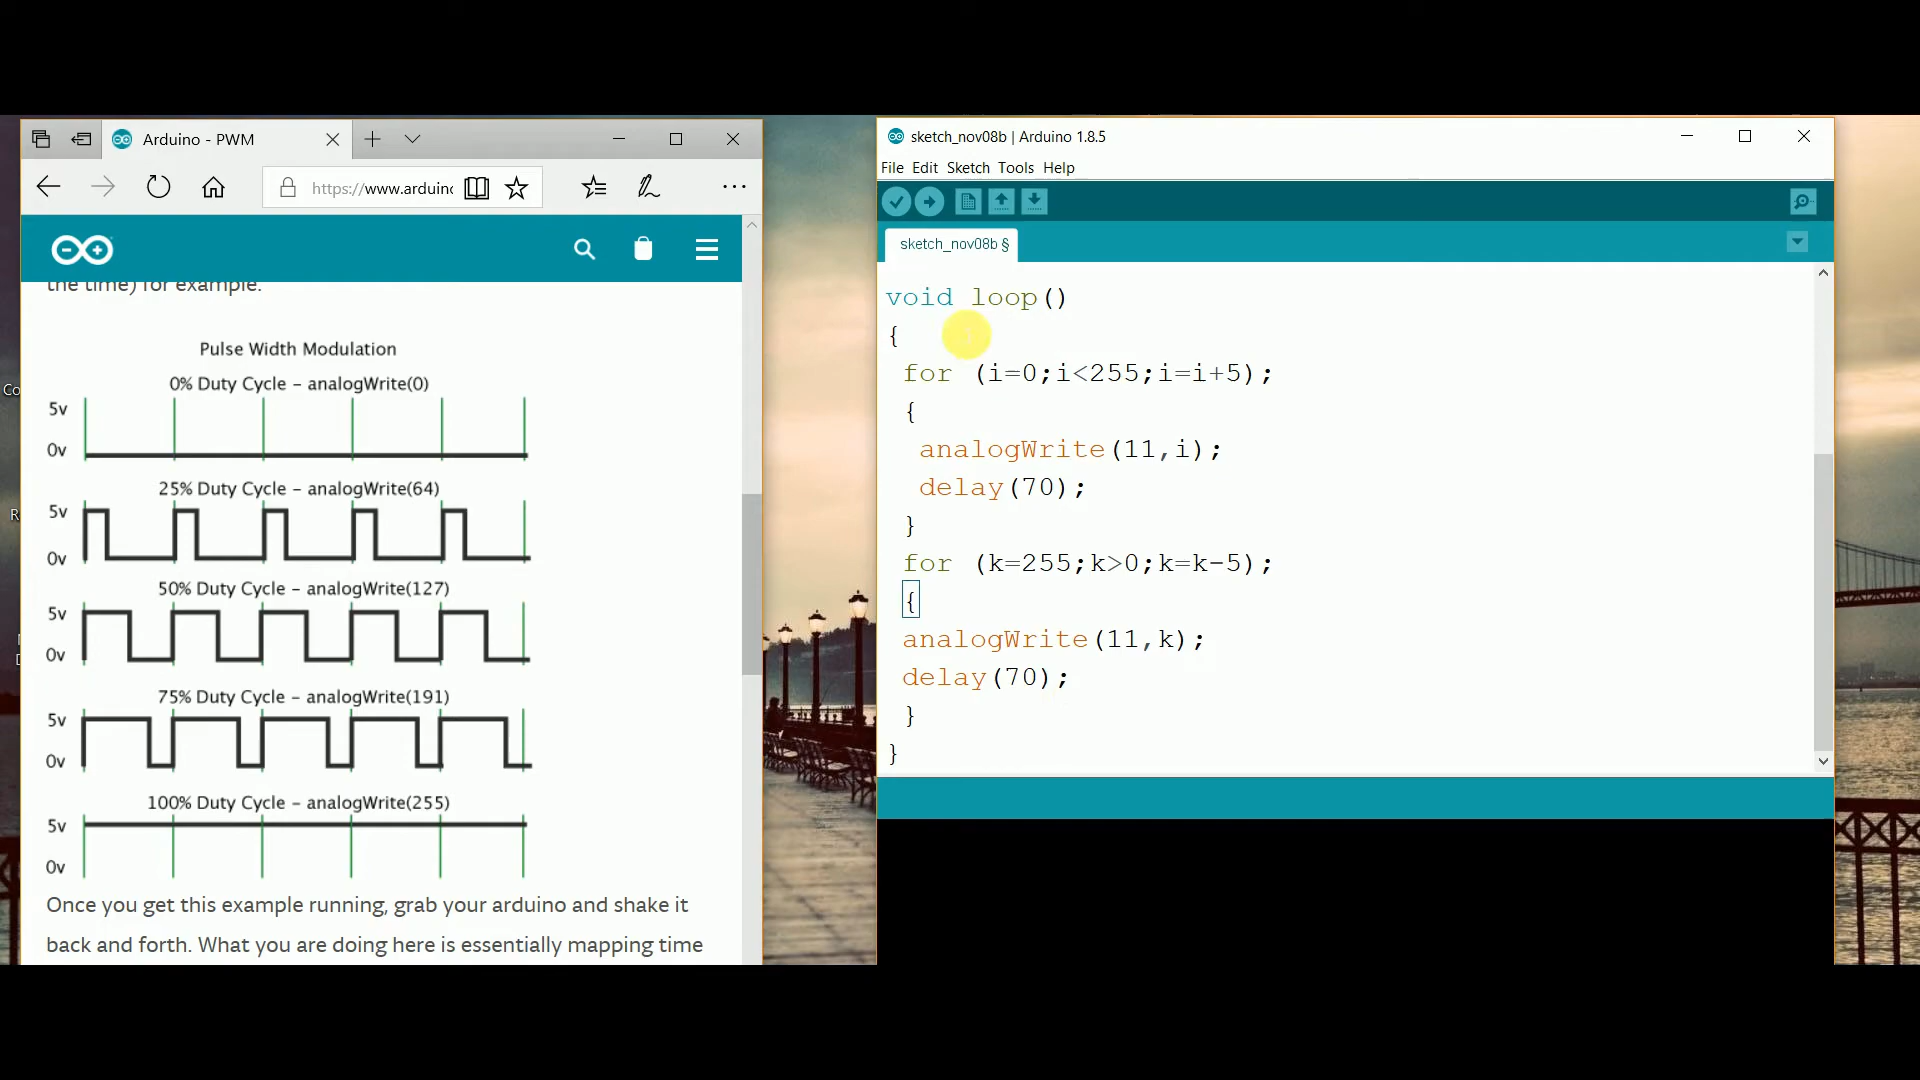 Arduino - PWM
https://www.arduinc
the time) for example.
Pulse Width Modulation
0% Duty Cycle – analogWrite(0)
5v
0v
25% Duty Cycle – analogWrite(64)
5v
0v
50% Duty Cycle – analogWrite(127)
5v
0v
75% Duty Cycle – analogWrite(191)
5v
0v
100% Duty Cycle – analogWrite(255)
5v
0v
Once you get this example running, grab your arduino and shake it
back and forth. What you are doing here is essentially mapping time
Co
R
sketch_nov08b | Arduino 1.8.5
File Edit Sketch Tools Help
sketch_nov08b §
void loop()
{
for (i=0;i<255;i=i+5);
{
analogWrite(11,i);
delay(70);
}
for (k=255;k>0;k=k-5);
{
analogWrite(11,k);
delay(70);
}
}